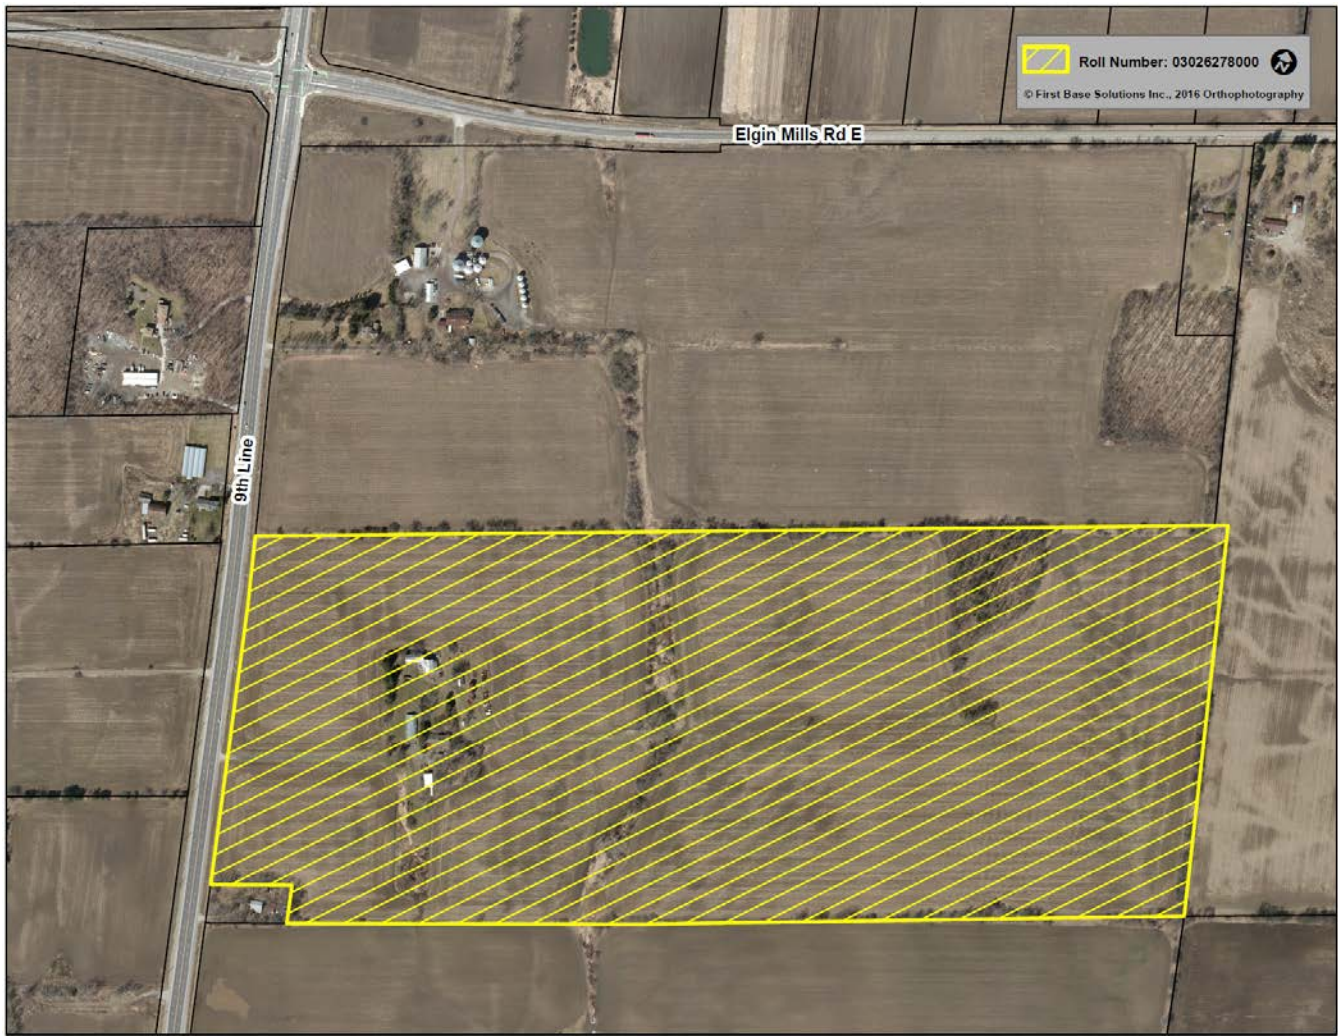 Roll Number: 03026278000
© First Base Solutions Inc., 2016 Orthophotography
Elgin Mills Rd E
9th Line